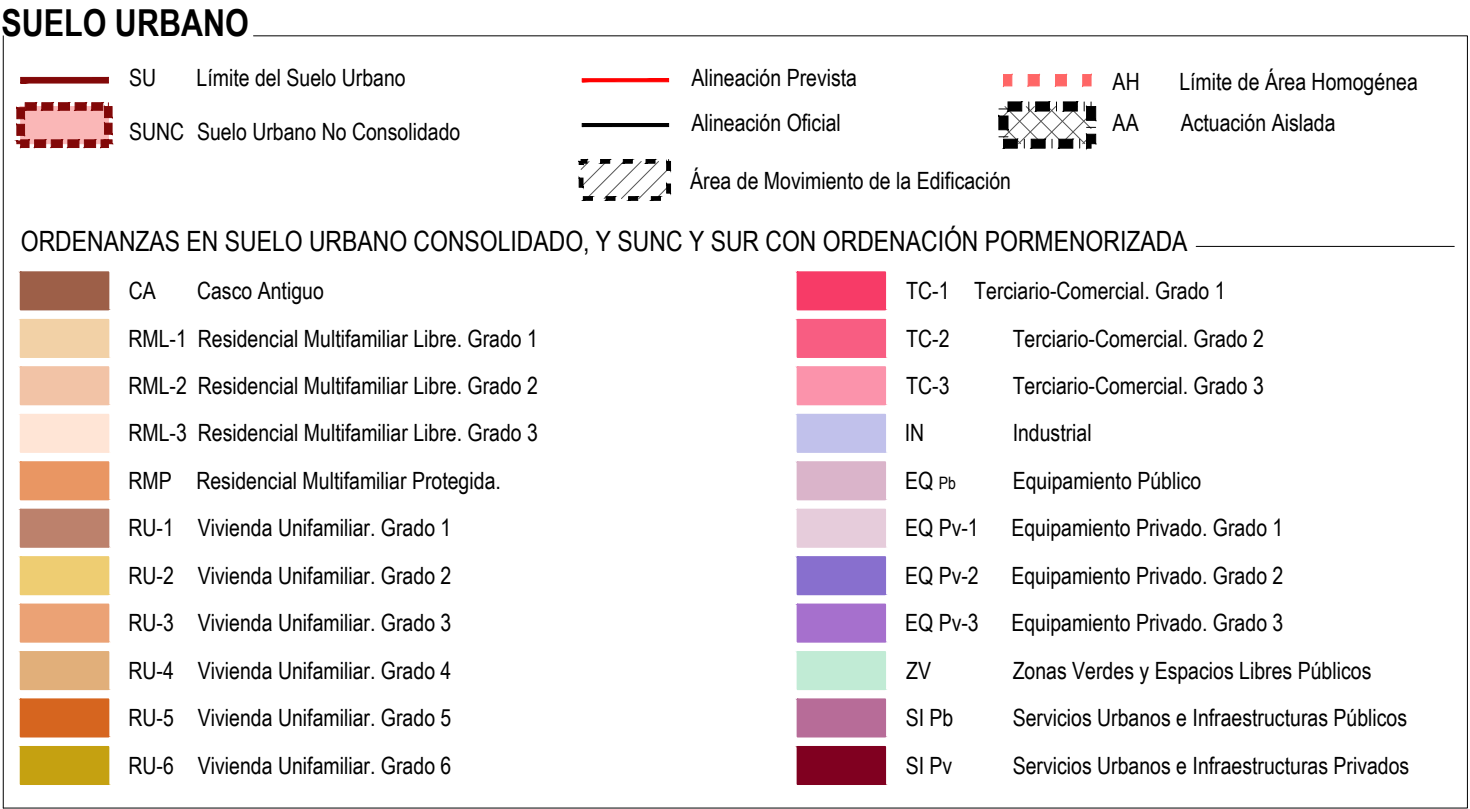 SUELO URBANO
SU Límite del Suelo Urbano
SUNC Suelo Urbano No Consolidado
Alineación Prevista
Alineación Oficial
Área de Movimiento de la Edificación
AH Límite de Área Homogénea
AA Actuación Aislada
ORDENANZAS EN SUELO URBANO CONSOLIDADO, Y SUNC Y SUR CON ORDENACIÓN PORMENORIZADA
CA Casco Antiguo
RML-1 Residencial Multifamiliar Libre. Grado 1
RML-2 Residencial Multifamiliar Libre. Grado 2
RML-3 Residencial Multifamiliar Libre. Grado 3
RMP Residencial Multifamiliar Protegida.
RU-1 Vivienda Unifamiliar. Grado 1
RU-2 Vivienda Unifamiliar. Grado 2
RU-3 Vivienda Unifamiliar. Grado 3
RU-4 Vivienda Unifamiliar. Grado 4
RU-5 Vivienda Unifamiliar. Grado 5
RU-6 Vivienda Unifamiliar. Grado 6
TC-1 Terciario-Comercial. Grado 1
TC-2 Terciario-Comercial. Grado 2
TC-3 Terciario-Comercial. Grado 3
IN Industrial
EQ Pb Equipamiento Público
EQ Pv-1 Equipamiento Privado. Grado 1
EQ Pv-2 Equipamiento Privado. Grado 2
EQ Pv-3 Equipamiento Privado. Grado 3
ZV Zonas Verdes y Espacios Libres Públicos
SI Pb Servicios Urbanos e Infraestructuras Públicos
SI Pv Servicios Urbanos e Infraestructuras Privados